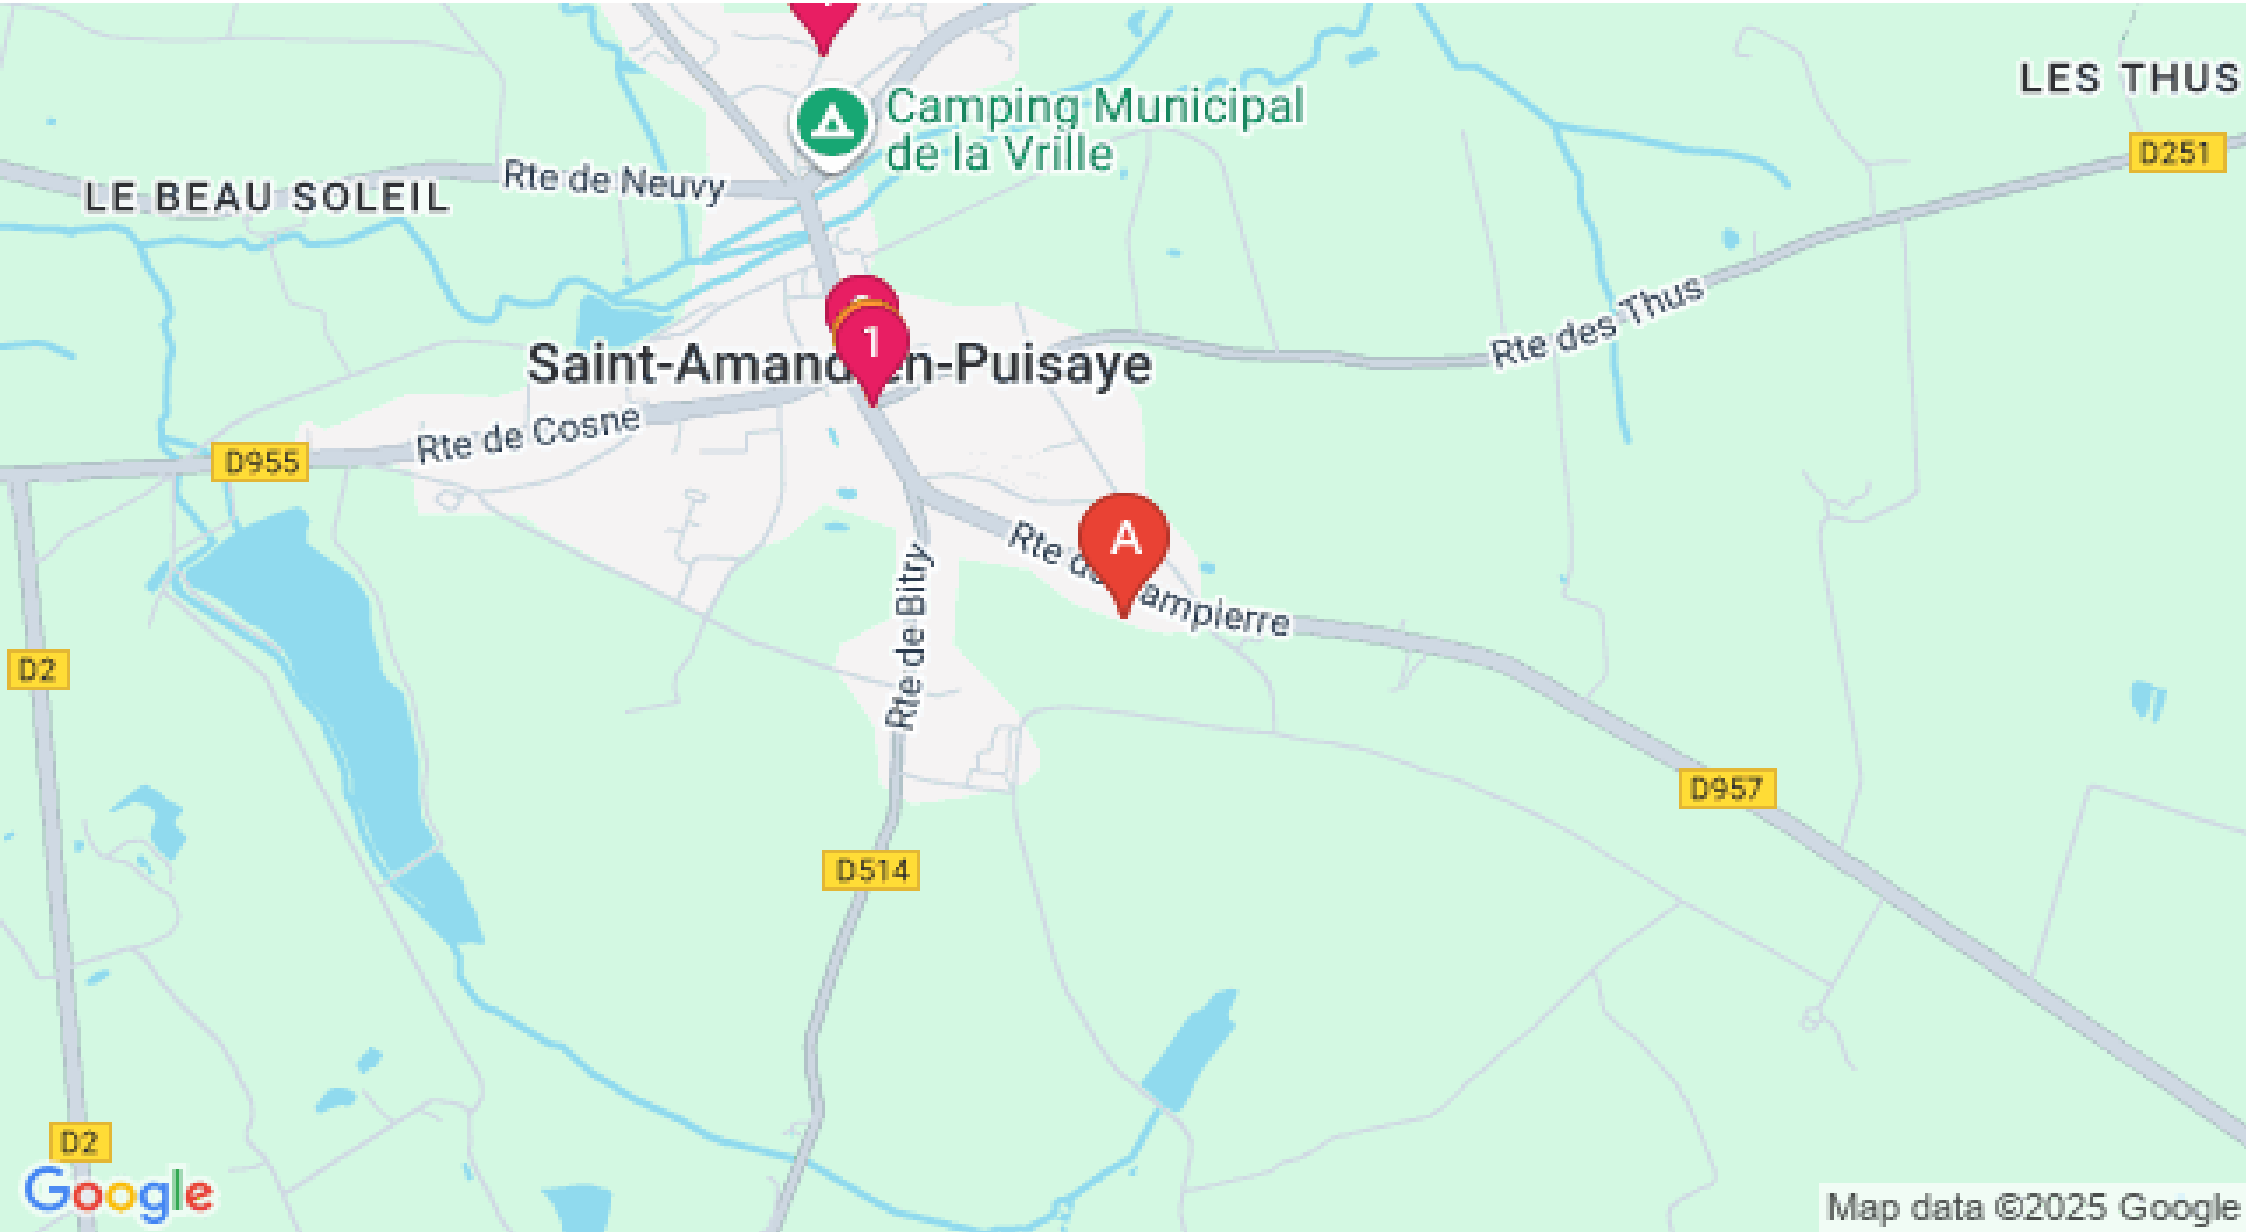 LES THUS
Camping Municipal
de la Vrille
D251
Rte de Neuvy
LE BEAU SOLEIL
Rte des Thus
1
Saint-Amand-en-Puisaye
Rte de Cosne
D955
A
Rte de Dampierre
Rte de Bitry
D2
D957
D514
D2
Google
Map data ©2025 Google